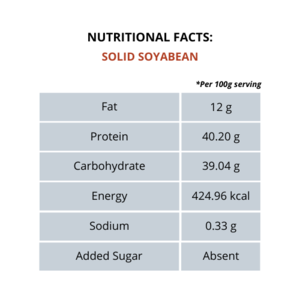 NUTRITIONAL FACTS:
SOLID SOYABEAN
*Per 100g serving
Fat 12 g
Protein 40.20 g
Carbohydrate 39.04 g
Energy 424.96 kcal
Sodium 0.33 g
Added Sugar Absent